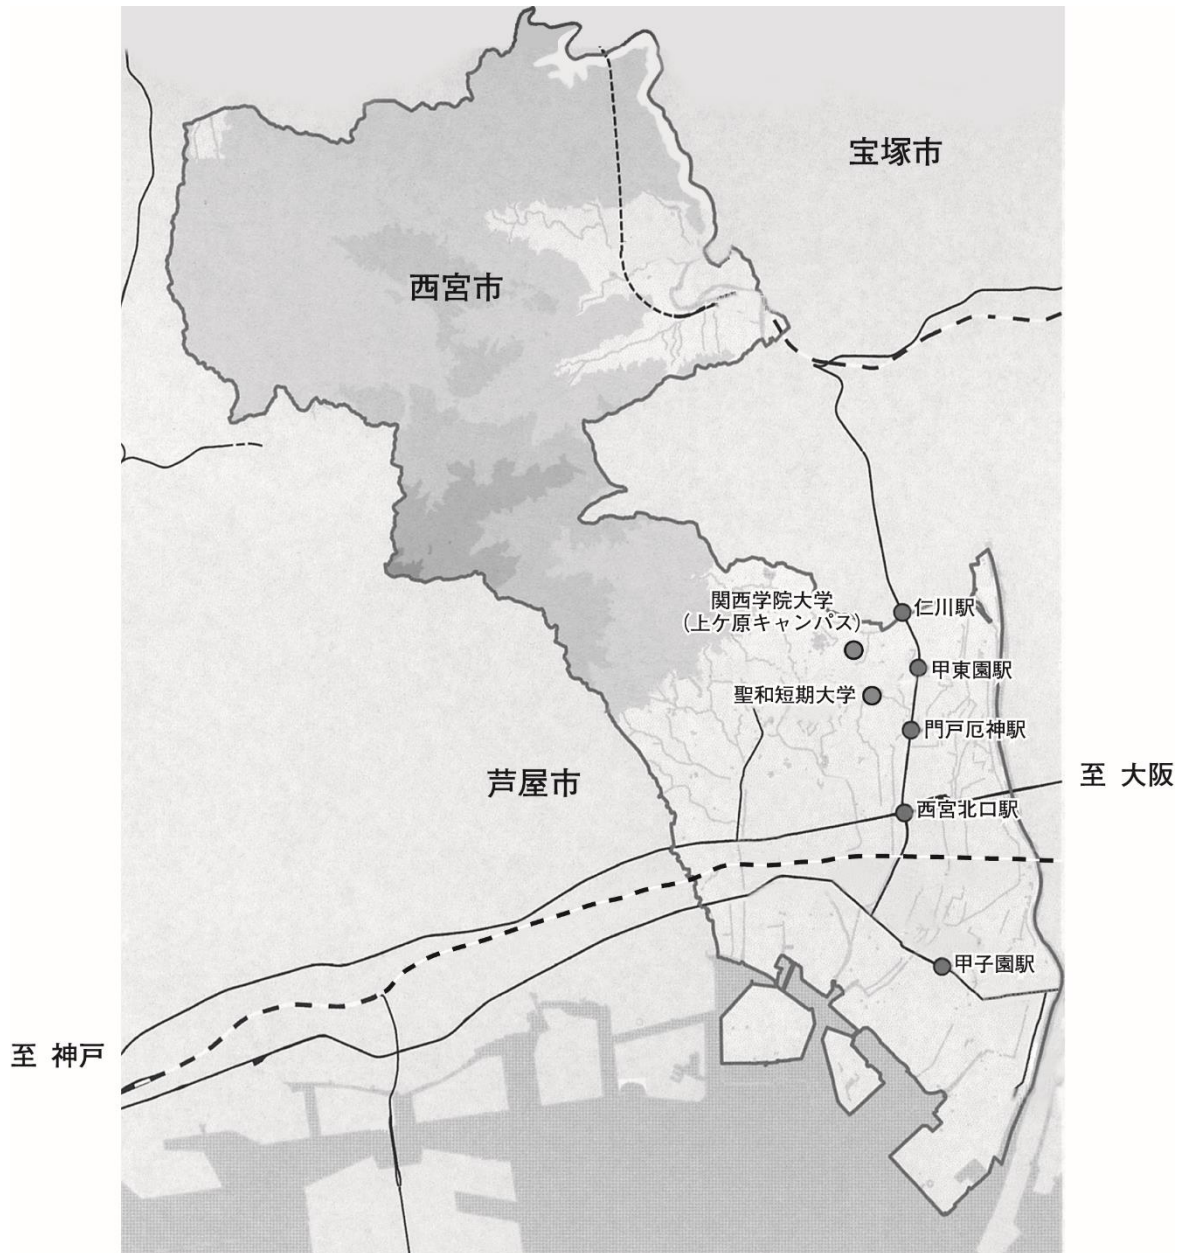 宝塚市
西宮市
関西学院大学
(上ケ原キャンパス)
仁川駅
甲東園駅
聖和短期大学
門戸厄神駅
芦屋市
至 大阪
西宮北口駅
甲子園駅
至 神戸